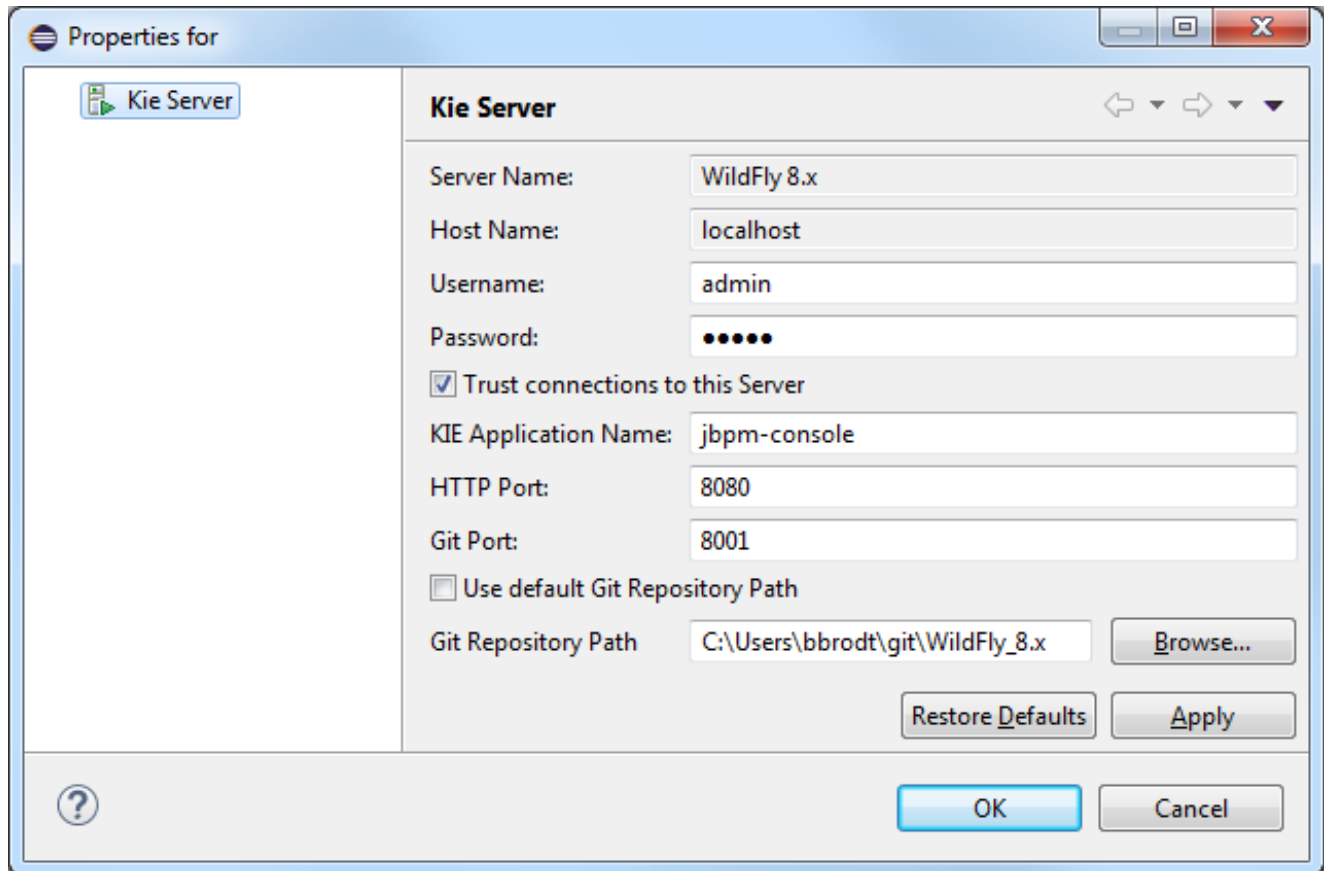 Properties for
Kie Server
Kie Server
Server Name: WildFly 8.x
Host Name: localhost
Username: admin
Password: •••••
Trust connections to this Server
KIE Application Name: jbpm-console
HTTP Port: 8080
Git Port: 8001
Use default Git Repository Path
Git Repository Path C:\Users\bbrodt\git\WildFly_8.x Browse...
Restore Defaults Apply
? OK Cancel